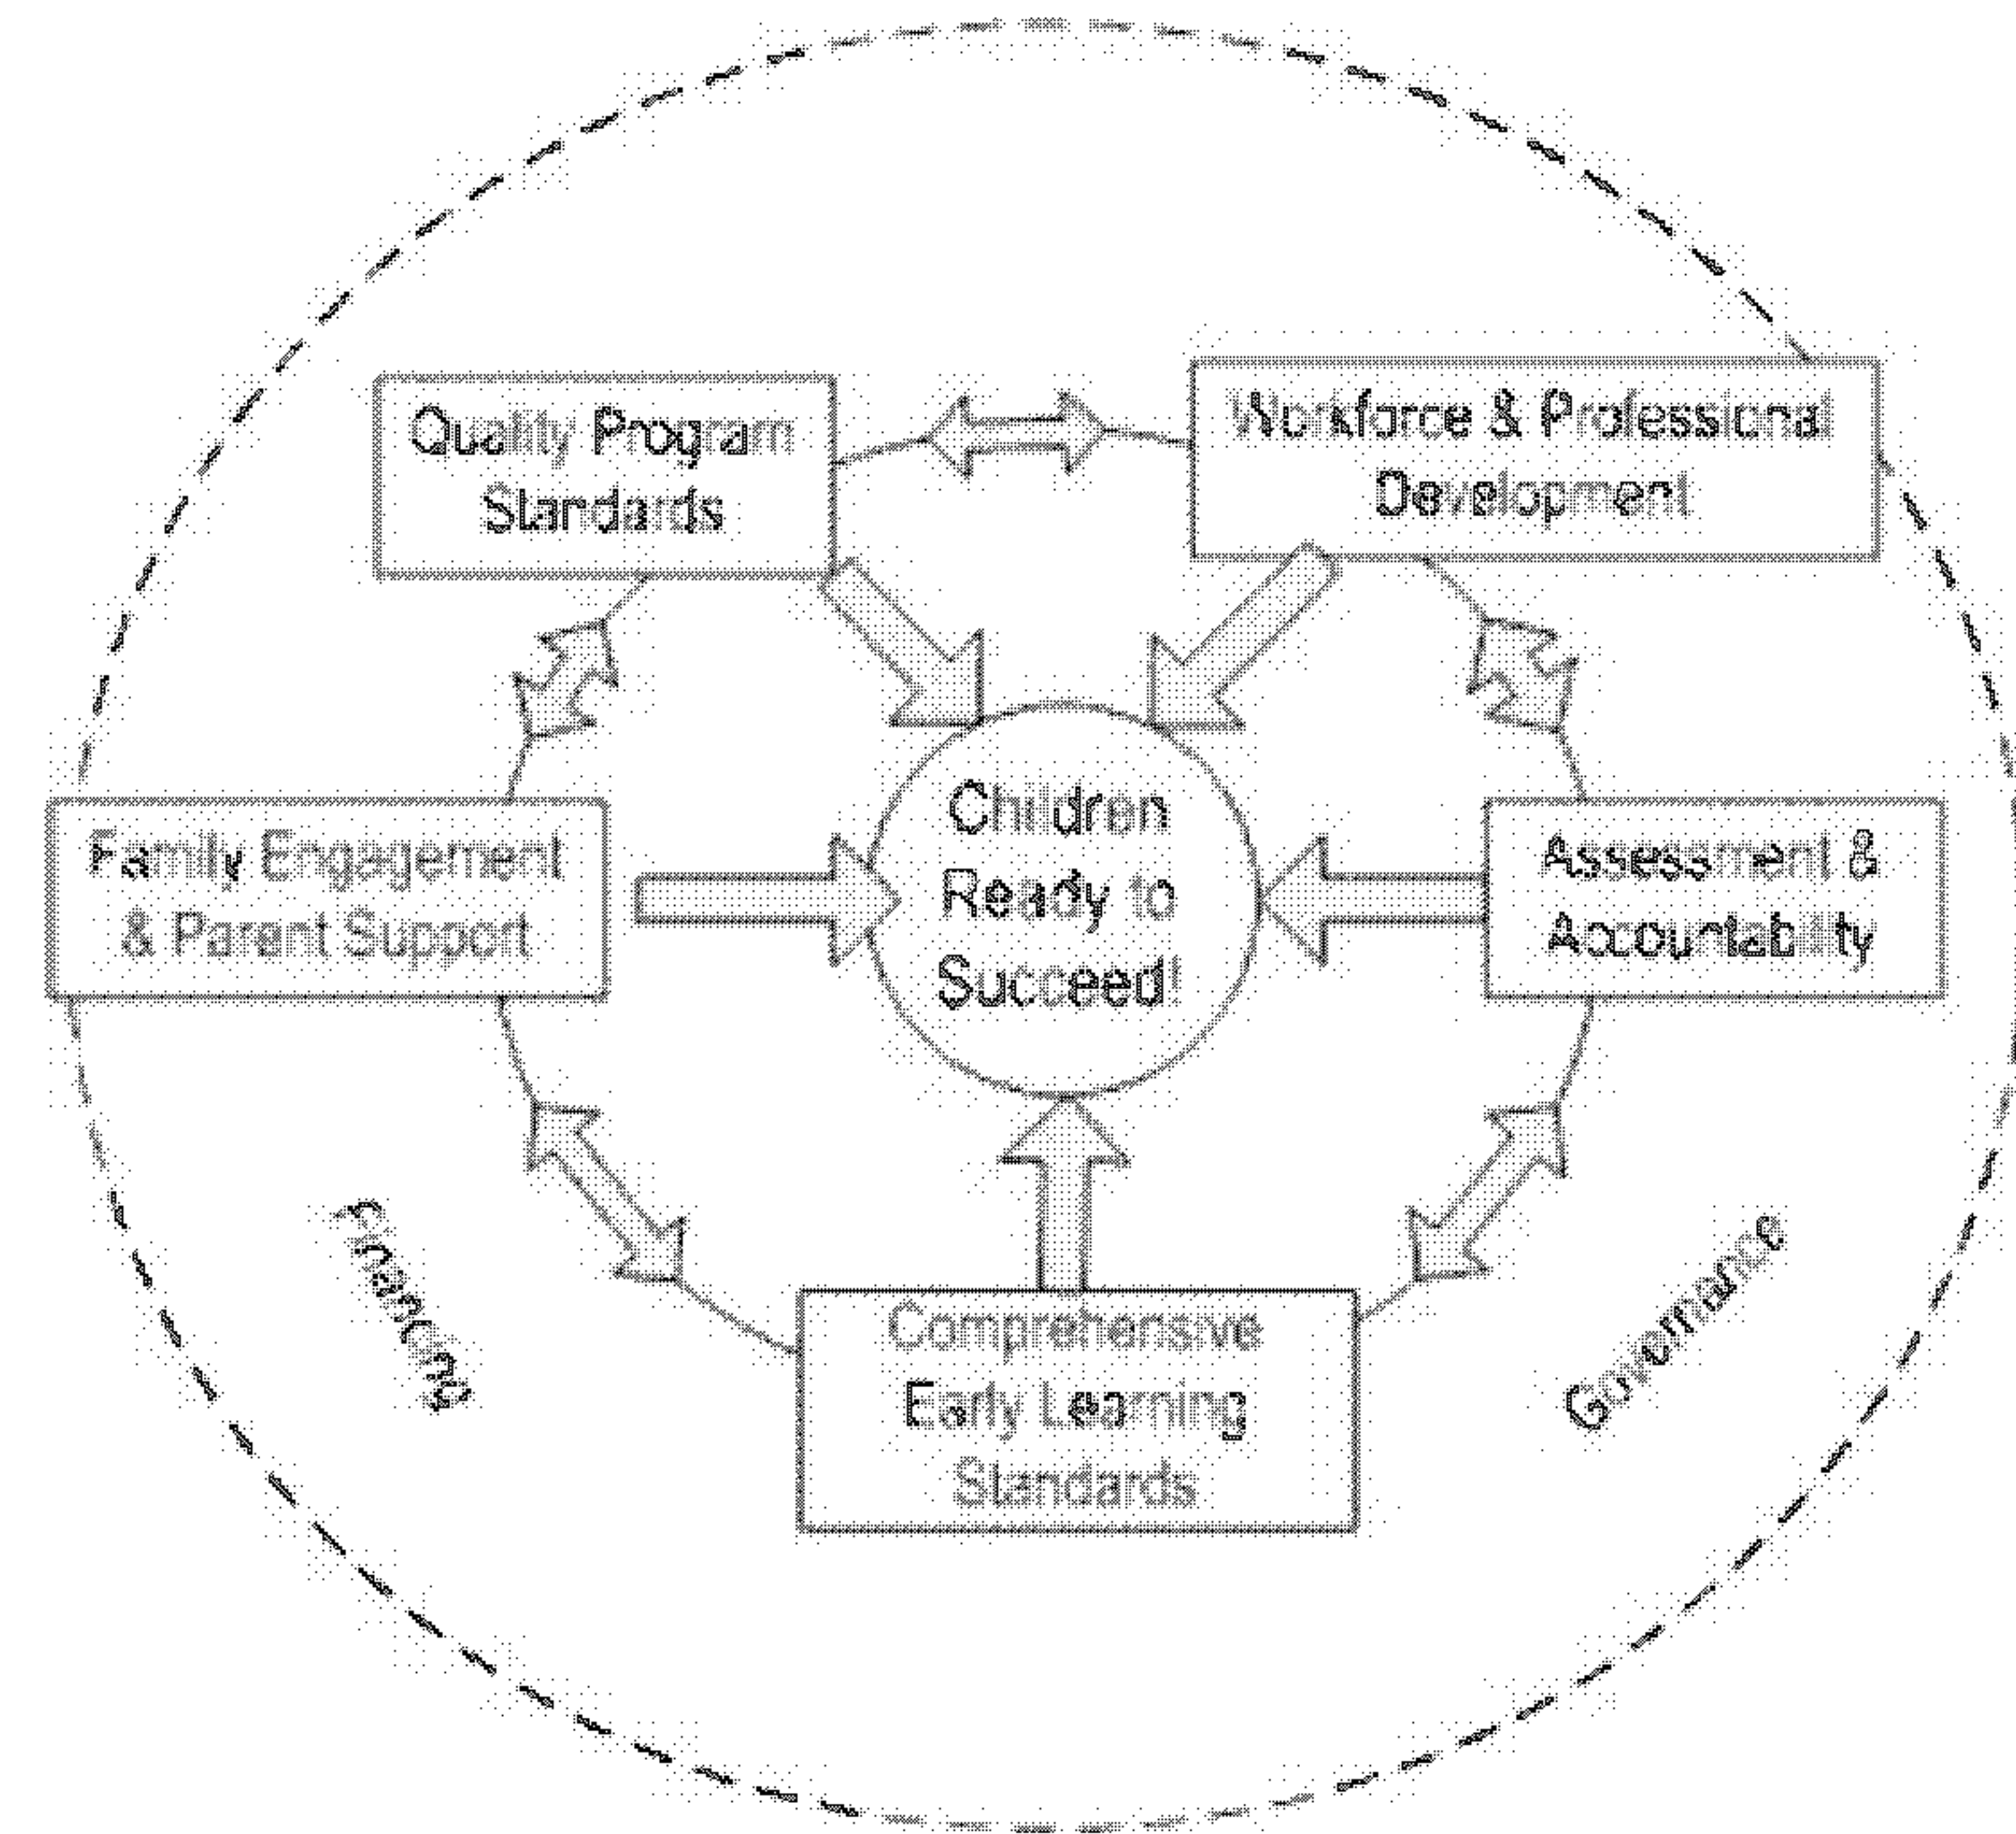 Quality Program
Standards
Workforce & Professional
Development
Family Engagement
& Parent Support
Children
Ready to
Succeed!
Assessment &
Accountability
Financing
Governance
Comprehensive
Early Learning
Standards